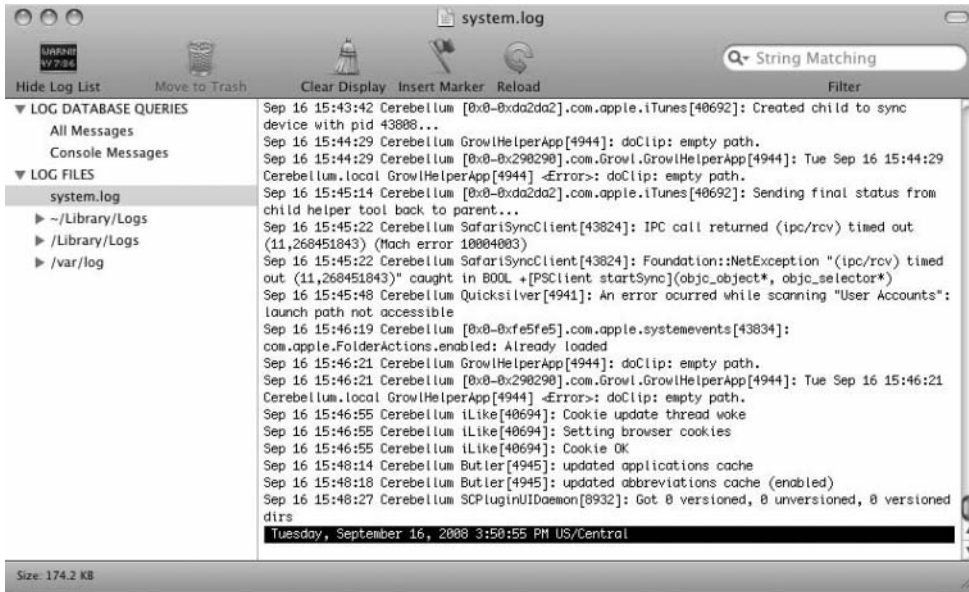 system.log
WARNI
W 7:36
String Matching
Hide Log List Move to Trash Clear Display Insert Marker Reload Filter
LOG DATABASE QUERIES
All Messages
Console Messages
LOG FILES
system.log
~/Library/Logs
/Library/Logs
/var/log
Sep 16 15:43:42 Cerebellum [0x0-0xda2da2].com.apple.iTunes[40692]: Created child to sync
device with pid 43808...
Sep 16 15:44:29 Cerebellum GrowlHelperApp[4944]: doClip: empty path.
Sep 16 15:44:29 Cerebellum [0x0-0x290290].com.Growl.GrowlHelperApp[4944]: Tue Sep 16 15:44:29
Cerebellum.local GrowlHelperApp[4944] <Error>: doClip: empty path.
Sep 16 15:45:14 Cerebellum [0x0-0xda2da2].com.apple.iTunes[40692]: Sending final status from
child helper tool back to parent...
Sep 16 15:45:22 Cerebellum SafariSyncClient[43824]: IPC call returned (ipc/rcv) timed out
(11,268451843) (Mach error 10004003)
Sep 16 15:45:22 Cerebellum SafariSyncClient[43824]: Foundation::NetException "(ipc/rcv) timed
out (11,268451843)" caught in BOOL +[PSClient startSync](objc_object*, objc_selector*)
Sep 16 15:45:48 Cerebellum Quicksilver[4941]: An error ocurred while scanning "User Accounts":
launch path not accessible
Sep 16 15:46:19 Cerebellum [0x0-0xfe5fe5].com.apple.systemevents[43834]:
com.apple.FolderActions.enabled: Already loaded
Sep 16 15:46:21 Cerebellum GrowlHelperApp[4944]: doClip: empty path.
Sep 16 15:46:21 Cerebellum [0x0-0x290290].com.Growl.GrowlHelperApp[4944]: Tue Sep 16 15:46:21
Cerebellum.local GrowlHelperApp[4944] <Error>: doClip: empty path.
Sep 16 15:46:55 Cerebellum iLike[40694]: Cookie update thread woke
Sep 16 15:46:55 Cerebellum iLike[40694]: Setting browser cookies
Sep 16 15:46:55 Cerebellum iLike[40694]: Cookie OK
Sep 16 15:48:14 Cerebellum Butler[4945]: updated applications cache
Sep 16 15:48:18 Cerebellum Butler[4945]: updated abbreviations cache (enabled)
Sep 16 15:48:27 Cerebellum SCPluginUIDaemon[8932]: Got 0 versioned, 0 unversioned, 0 versioned
dirs
Tuesday, September 16, 2008 3:50:55 PM US/Central
Size: 174.2 KB